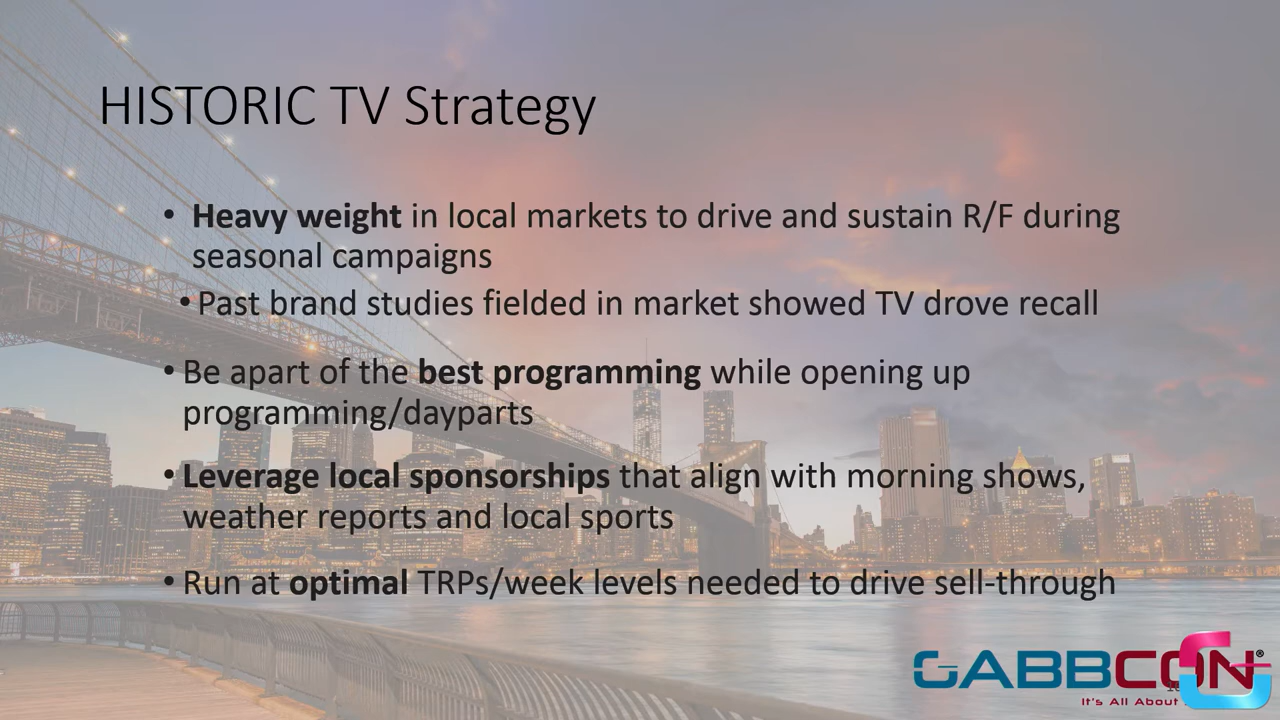 HISTORIC TV Strategy
• Heavy weight in local markets to drive and sustain R/F during
seasonal campaigns
• Past brand studies fielded in market showed TV drove recall
• Be apart of the best programming while opening up
programming/dayparts
• Leverage local sponsorships that align with morning shows,
weather reports and local sports
• Run at optimal TRPs/week levels needed to drive sell-through
GABBCON®
It's All About